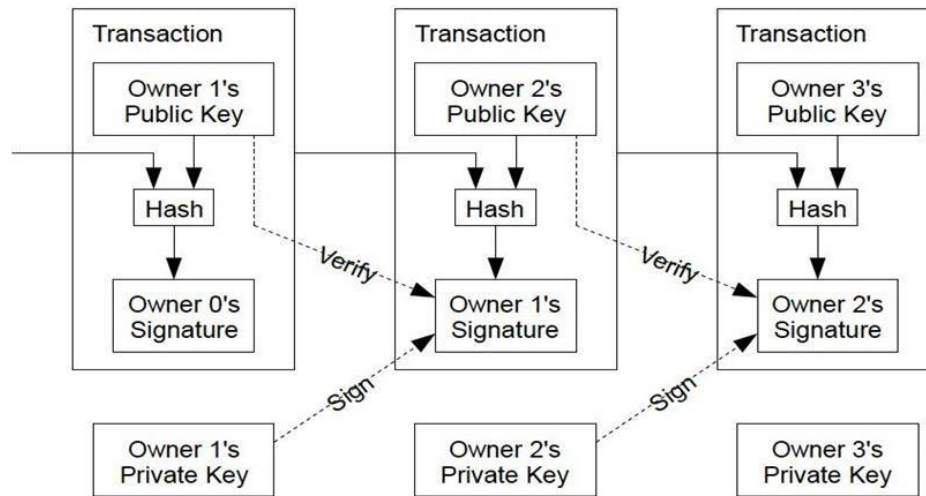 Transaction
Transaction
Transaction
Owner 1's
Public Key
Owner 2's
Public Key
Owner 3's
Public Key
Hash
Hash
Hash
Verify
Verify
Owner 0's
Signature
Owner 1's
Signature
Owner 2's
Signature
Sign
Sign
Owner 1's
Private Key
Owner 2's
Private Key
Owner 3's
Private Key